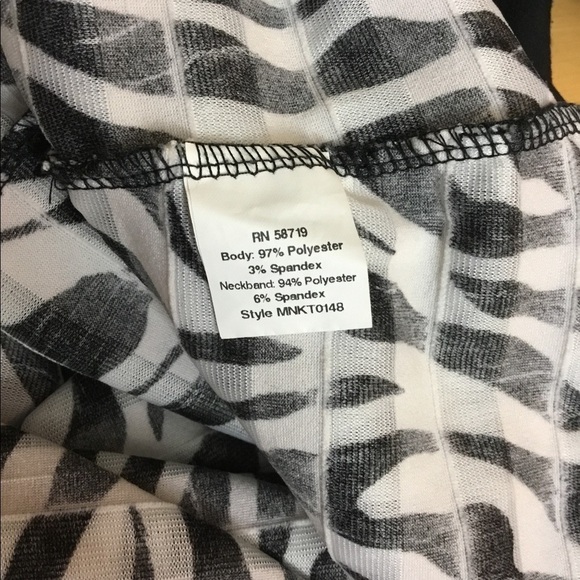 RN 58719
Body: 97% Polyester
3% Spandex
Neckband: 94% Polyester
6% Spandex
Style MNKT0148